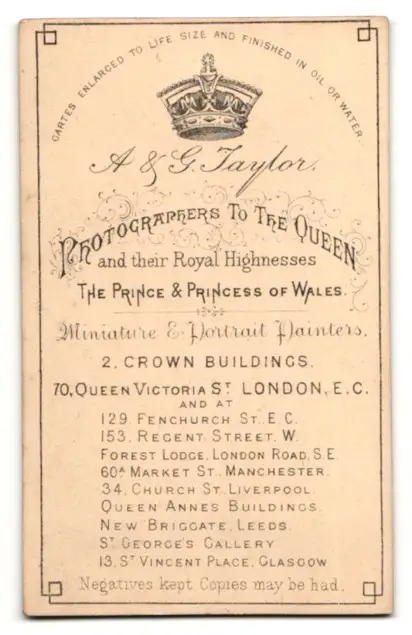 CARTES ENLARGED TO LIFE SIZE AND FINISHED IN OIL OR WATER.
A & G. Taylor.
PHOTOGRAPHERS TO THE QUEEN
and their Royal Highnesses
THE PRINCE & PRINCESS OF WALES.
Miniature & Portrait Painters.
2, CROWN BUILDINGS.
70, QUEEN VICTORIA ST LONDON, E.C.
AND AT
129, FENCHURCH ST. E.C.
153, REGENT STREET. W.
FOREST LODGE, LONDON ROAD, S.E.
60A MARKET ST. MANCHESTER.
34, CHURCH ST. LIVERPOOL.
QUEEN ANNES BUILDINGS.
NEW BRIGGATE, LEEDS.
ST GEORGE'S GALLERY
13, ST VINCENT PLACE, GLASGOW
Negatives kept Copies may be had.